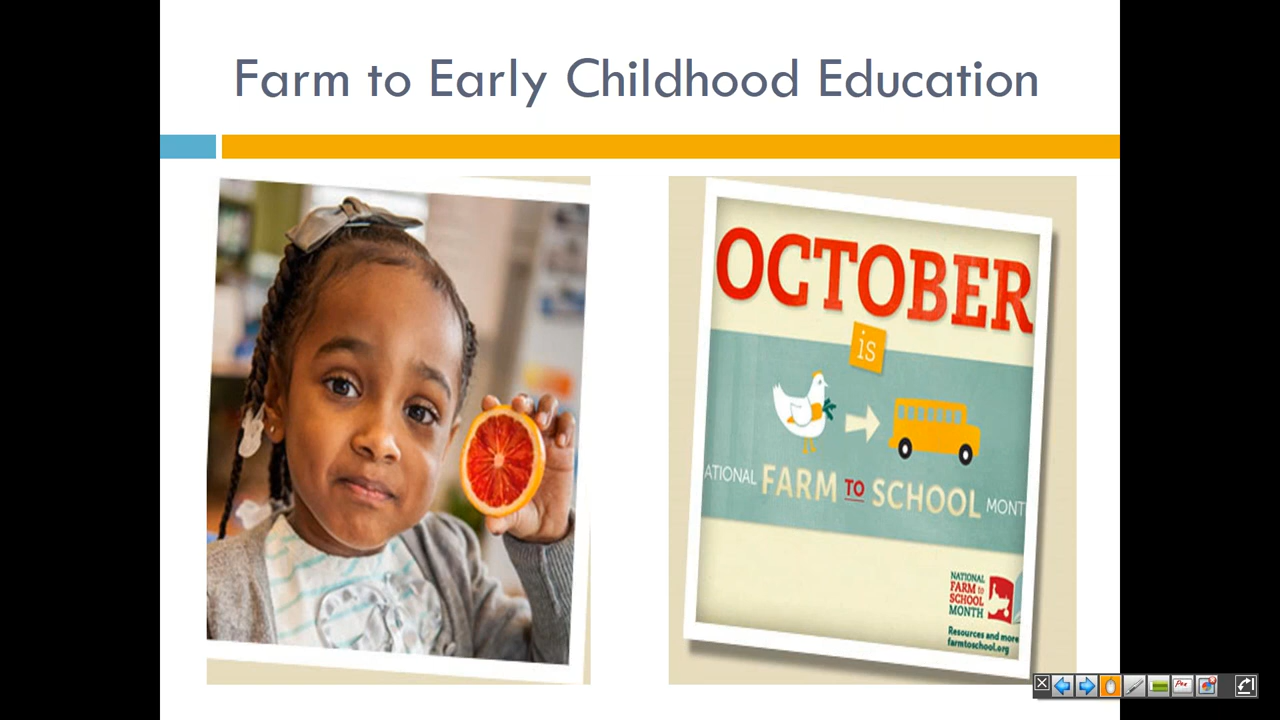 Farm to Early Childhood Education
OCTOBER
is
ATIONAL FARM TO SCHOOL MONT
NATIONAL
FARM to
SCHOOL
MONTH
Resources and more
farmtoschool.org